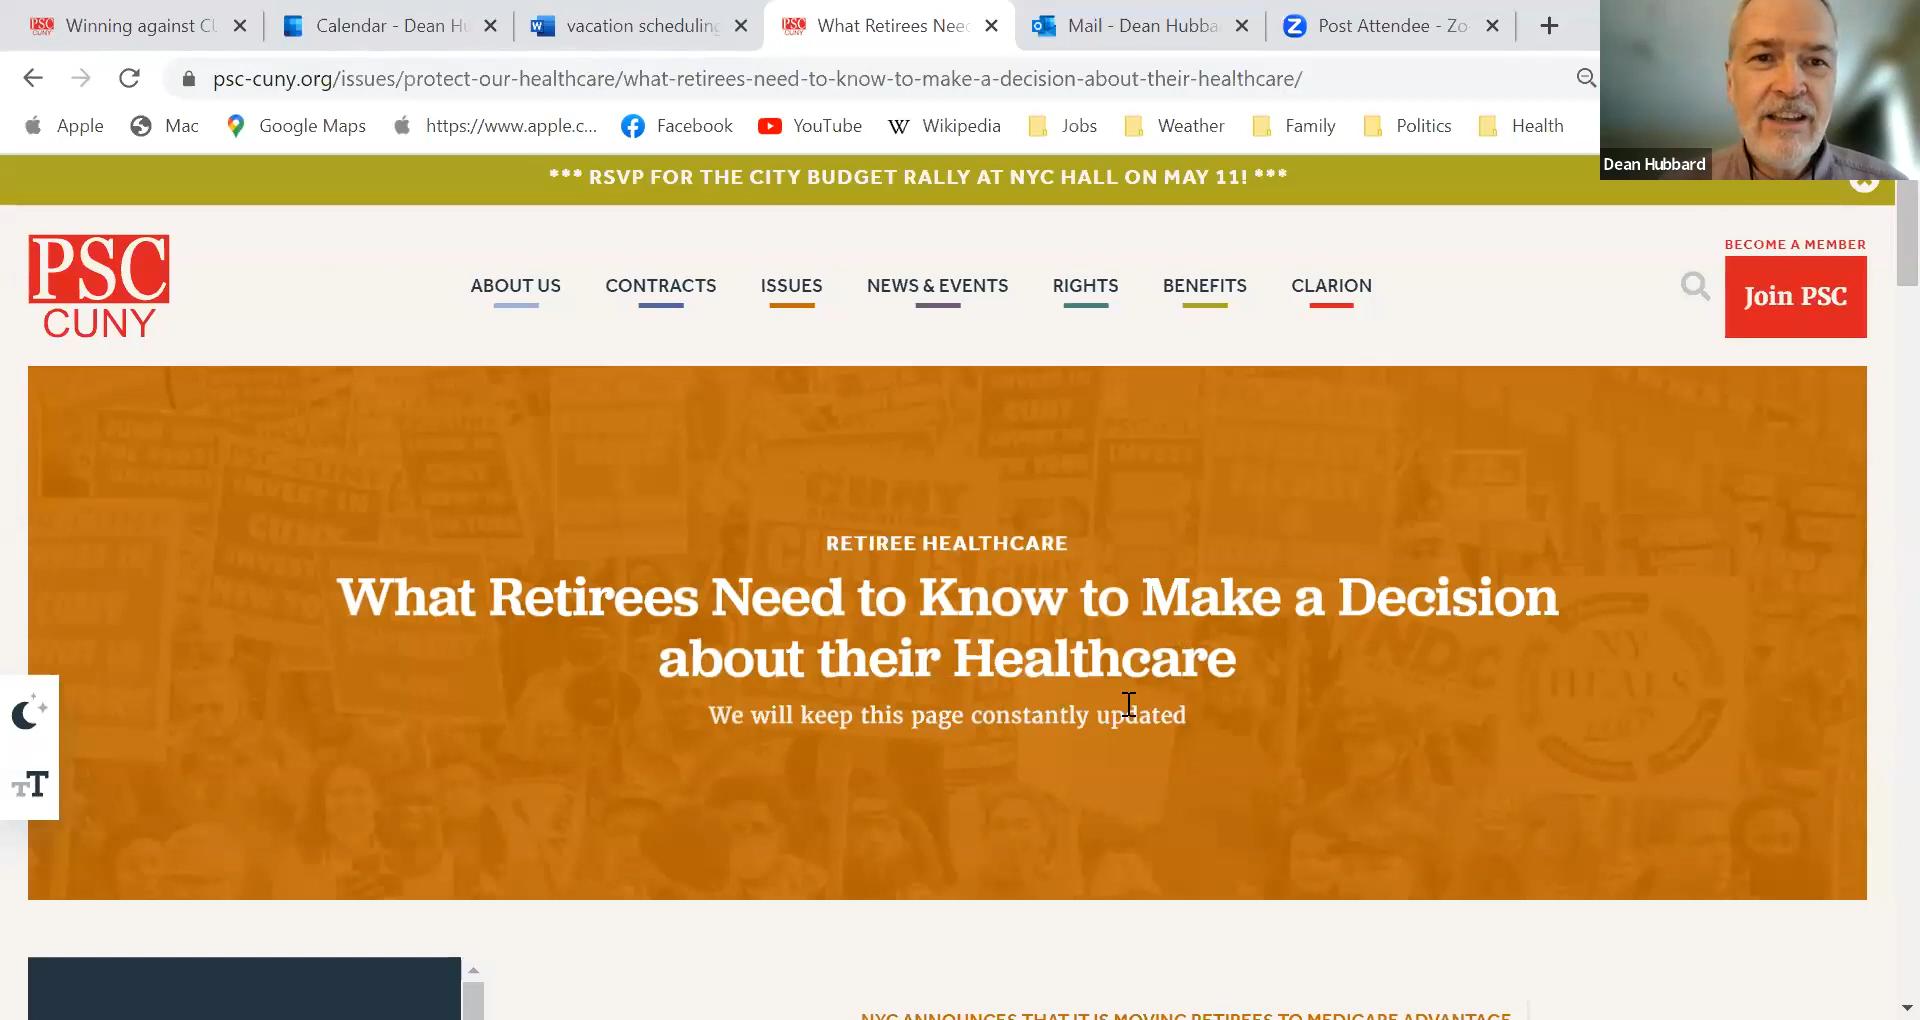 Winning against CU
Calendar - Dean Hu
vacation scheduling
What Retirees Need
Mail - Dean Hubba
Post Attendee - Zo
psc-cuny.org/issues/protect-our-healthcare/what-retirees-need-to-know-to-make-a-decision-about-their-healthcare/
Apple
Mac
Google Maps
https://www.apple.c...
Facebook
YouTube
W Wikipedia
Jobs
Weather
Family
Politics
Health
Dean Hubbard
*** RSVP FOR THE CITY BUDGET RALLY AT NYC HALL ON MAY 11! ***
PSC
CUNY
ABOUT US
CONTRACTS
ISSUES
NEWS & EVENTS
RIGHTS
BENEFITS
CLARION
BECOME A MEMBER
Join PSC
RETIREE HEALTHCARE
What Retirees Need to Know to Make a Decision
about their Healthcare
We will keep this page constantly updated
TT
NYC ANNOUNCES THAT IT IS MOVING RETIREES TO MEDICARE ADVANTAGE